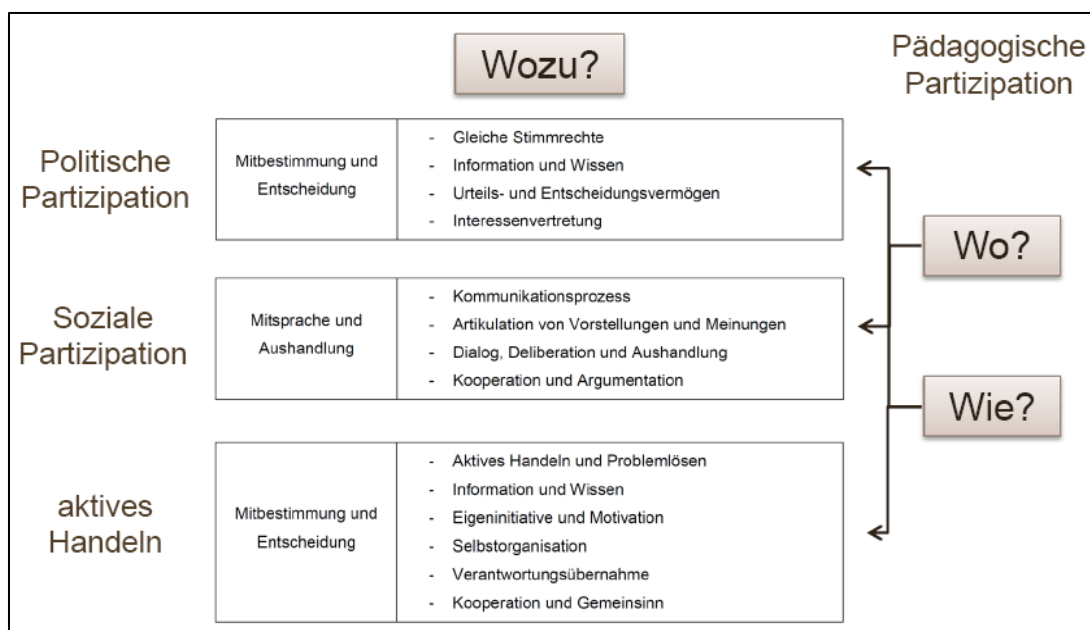 Wozu?
Pädagogische
Partizipation
Politische
Partizipation
Mitbestimmung und
Entscheidung
- Gleiche Stimmrechte
- Information und Wissen
- Urteils- und Entscheidungsvermögen
- Interessenvertretung
Wo?
Soziale
Partizipation
Mitsprache und
Aushandlung
- Kommunikationsprozess
- Artikulation von Vorstellungen und Meinungen
- Dialog, Deliberation und Aushandlung
- Kooperation und Argumentation
Wie?
aktives
Handeln
Mitbestimmung und
Entscheidung
- Aktives Handeln und Problemlösen
- Information und Wissen
- Eigeninitiative und Motivation
- Selbstorganisation
- Verantwortungsübernahme
- Kooperation und Gemeinsinn